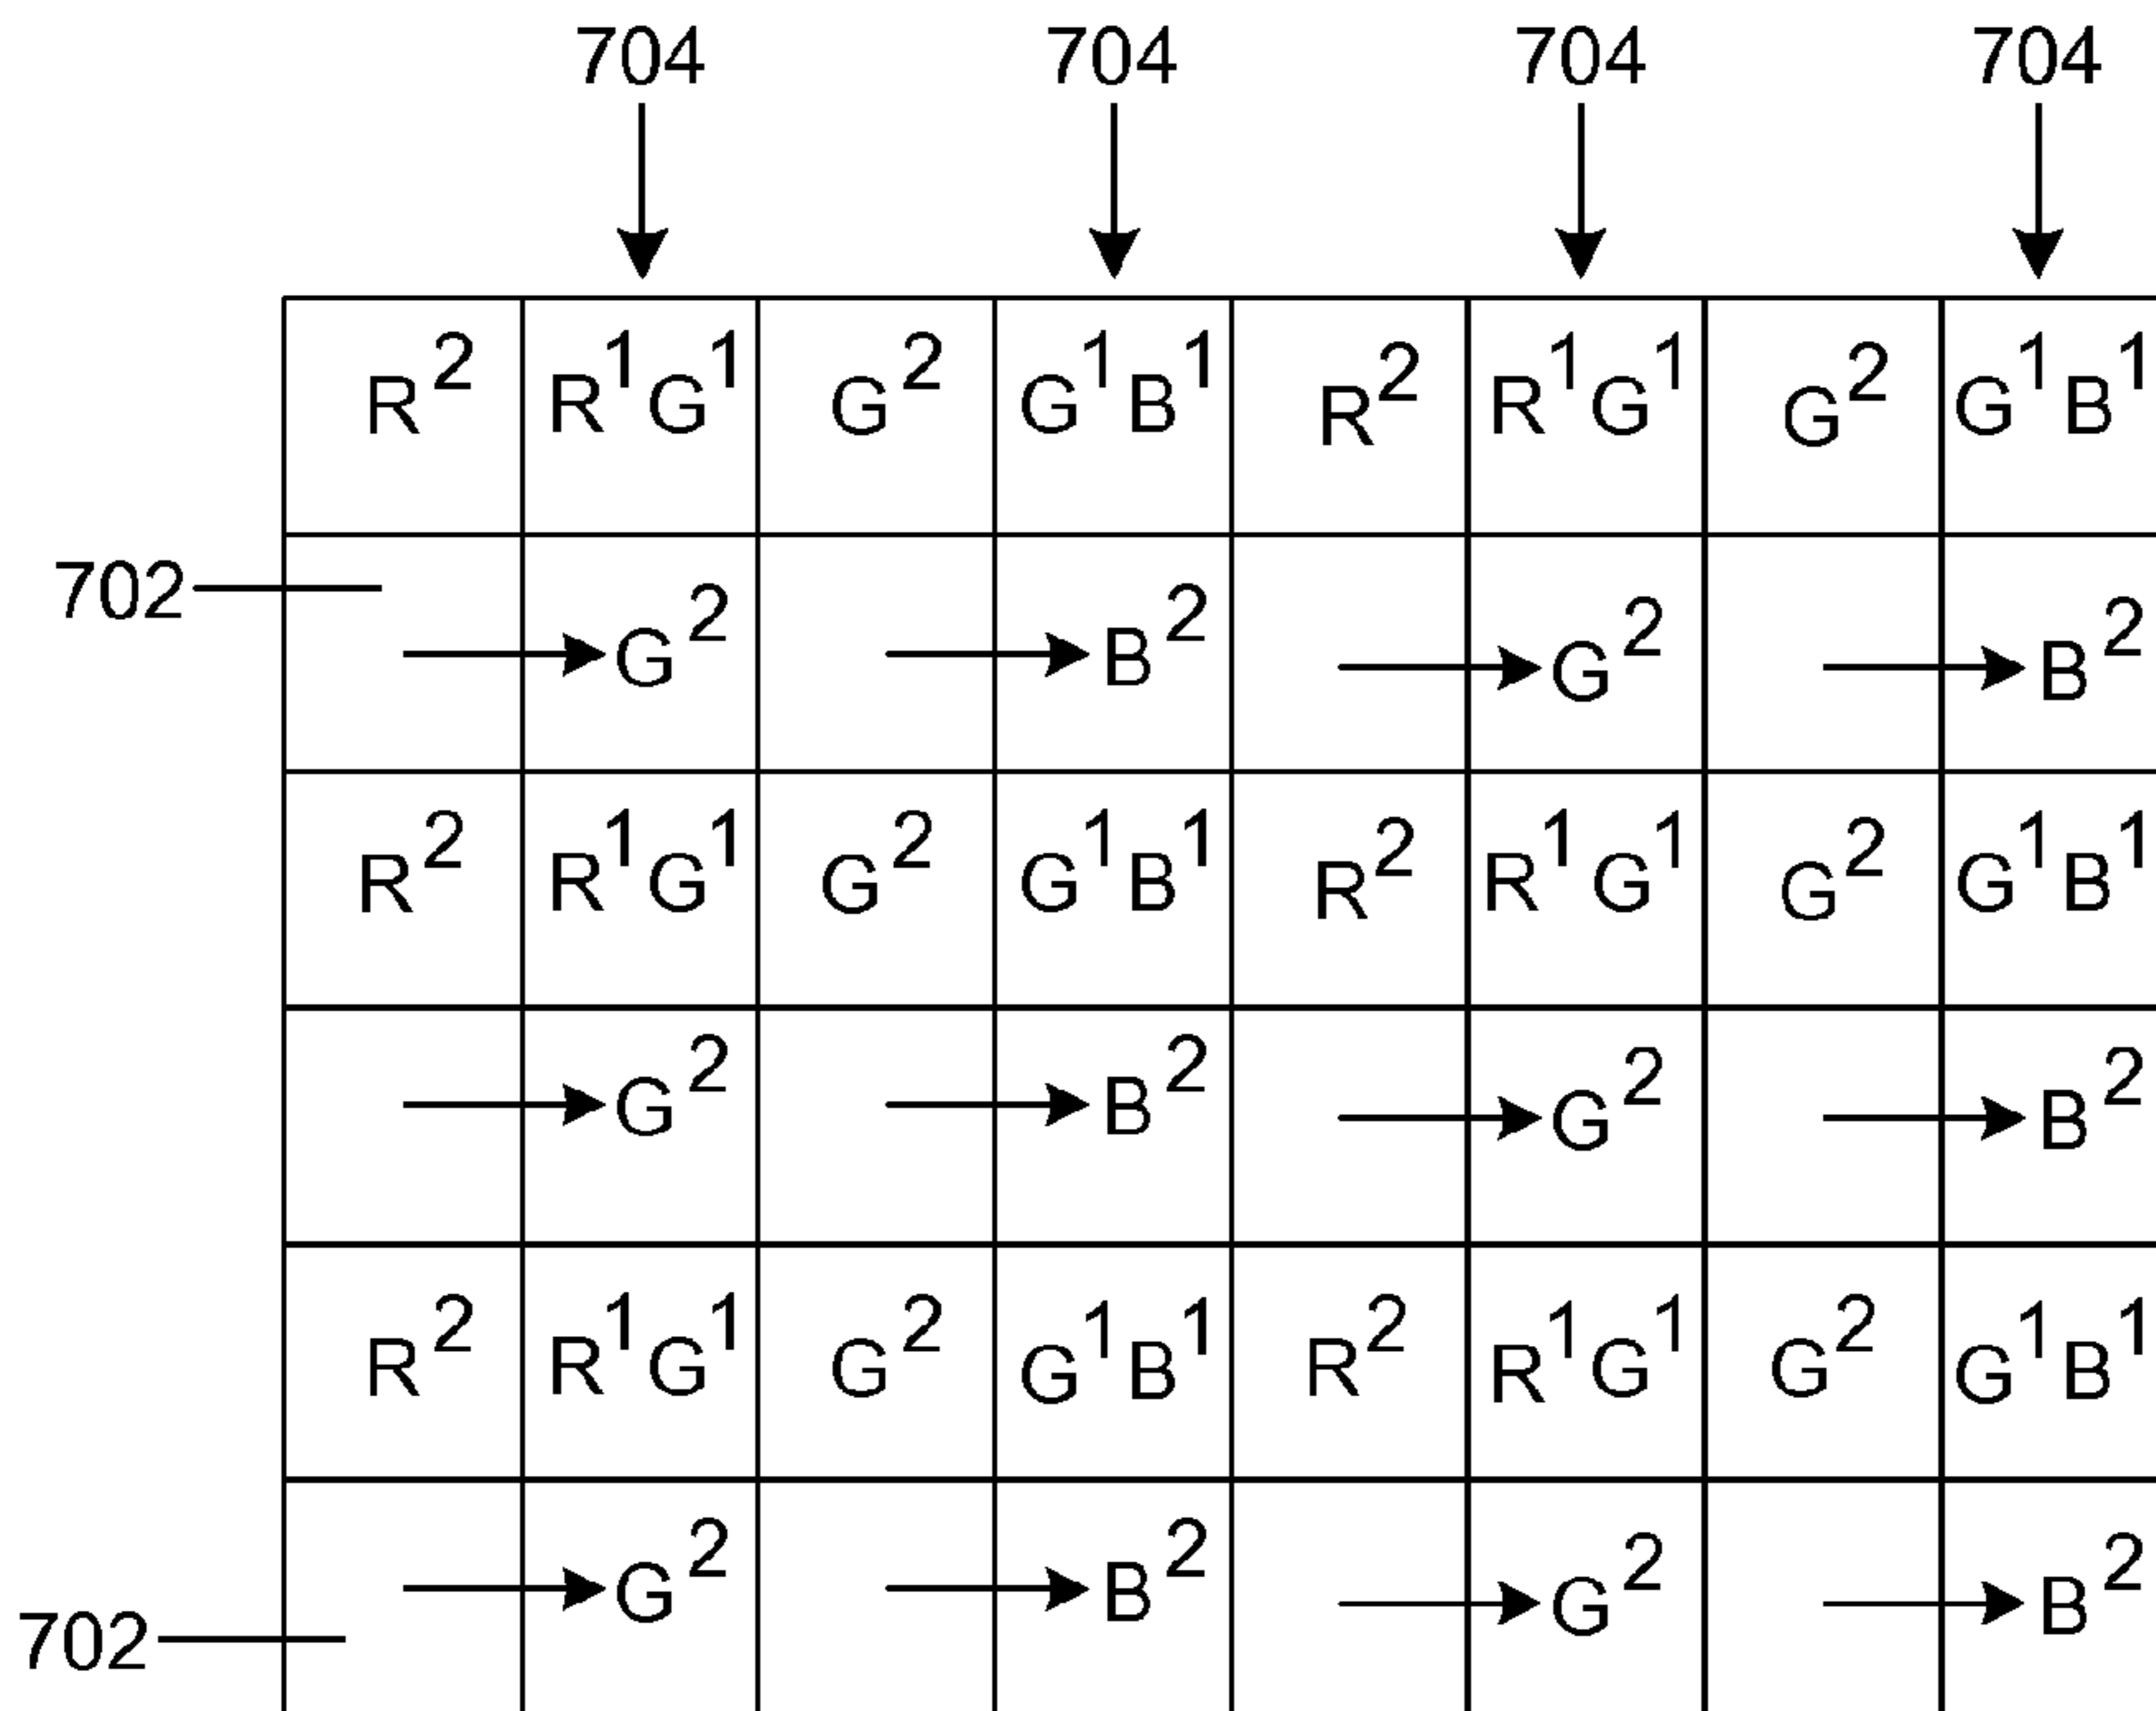 704 704 704 704
R² R¹G¹ G² G¹B¹ R² R¹G¹ G² G¹B¹
702 G² B² G² B²
R² R¹G¹ G² G¹B¹ R² R¹G¹ G² G¹B¹
G² B² G² B²
R² R¹G¹ G² G¹B¹ R² R¹G¹ G² G¹B¹
G² B² G² B²
702